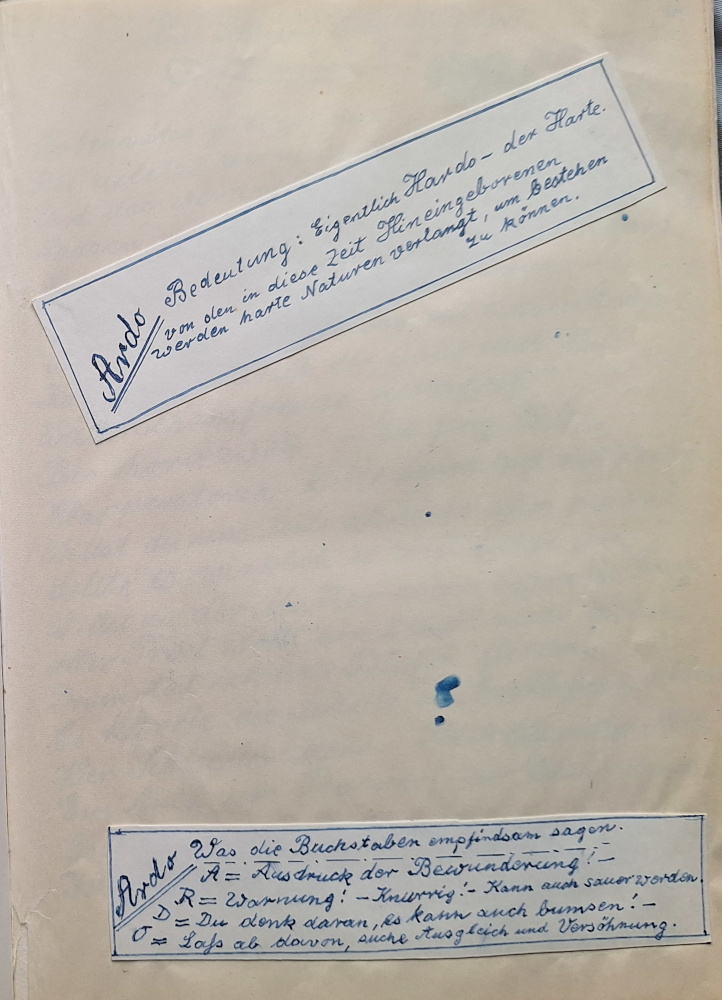 Ardo
Bedeutung: Eigentlich Hardo – der Harte.
von den in diese Zeit Hineingeborenen
werden harte Naturen verlangt, um bestehen
zu können.
Ardo
Was die Buchstaben empfindsam sagen.
A = Ausdruck der Bewunderung! –
R = Warnung! – Knurrig! – Kann auch sauer werden.
D = Du denk daran, es kann auch bumsen! –
O = Laß ab davon, suche Ausgleich und Versöhnung.